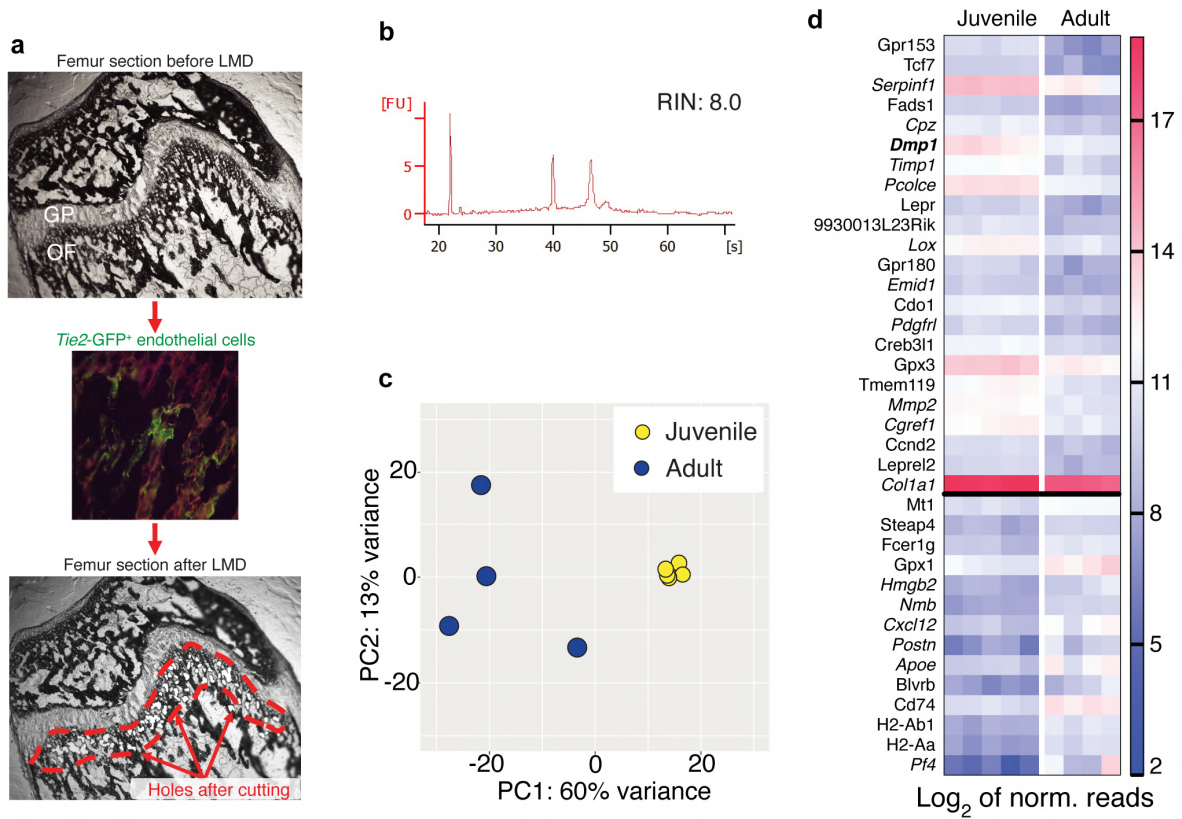 a
Femur section before LMD
GP
OF
Tie2-GFP+ endothelial cells
Femur section after LMD
Holes after cutting
b
[FU]
RIN: 8.0
5
0
20 30 40 50 60 [s]
c
Juvenile
Adult
20
0
-20
PC2: 13% variance
-20 0 20
PC1: 60% variance
d
Juvenile Adult
Gpr153
Tcf7
Serpinf1
Fads1
Cpz
Dmp1
Timp1
Pcolce
Lepr
9930013L23Rik
Lox
Gpr180
Emid1
Cdo1
Pdgfrl
Creb3l1
Gpx3
Tmem119
Mmp2
Cgref1
Ccnd2
Leprel2
Col1a1
Mt1
Steap4
Fcer1g
Gpx1
Hmgb2
Nmb
Cxcl12
Postn
Apoe
Blvrb
Cd74
H2-Ab1
H2-Aa
Pf4
17
14
11
8
5
2
Log2 of norm. reads